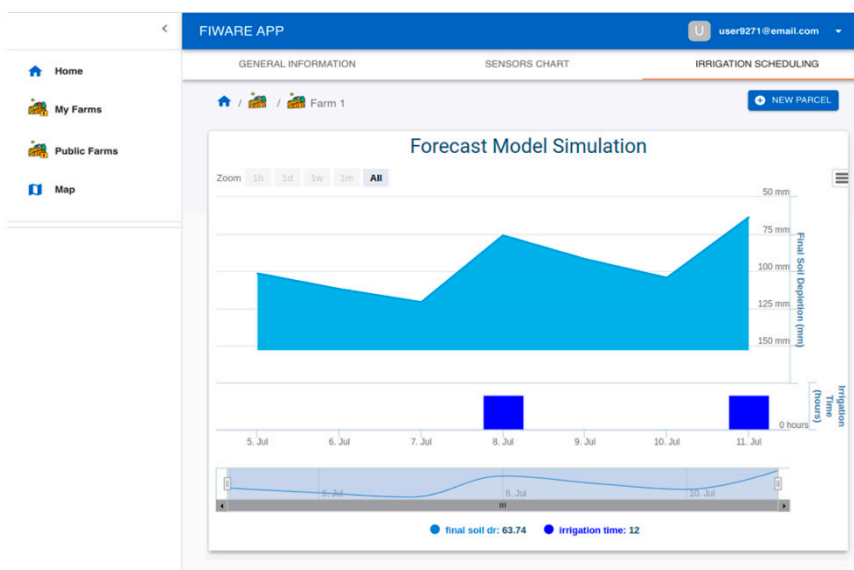 <
FIWARE APP
U user9271@email.com
Home
My Farms
Public Farms
Map
GENERAL INFORMATION SENSORS CHART IRRIGATION SCHEDULING
/ / Farm 1
NEW PARCEL
Forecast Model Simulation
Zoom 1h 1d 1w 1m All
50 mm
75 mm
100 mm
125 mm
150 mm
Final Soil Depletion (mm)
0 hours
Irrigation
Time
(hours)
5. Jul 6. Jul 7. Jul 8. Jul 9. Jul 10. Jul 11. Jul
6. Jul 8. Jul 10. Jul
final soil dr: 63.74 irrigation time: 12